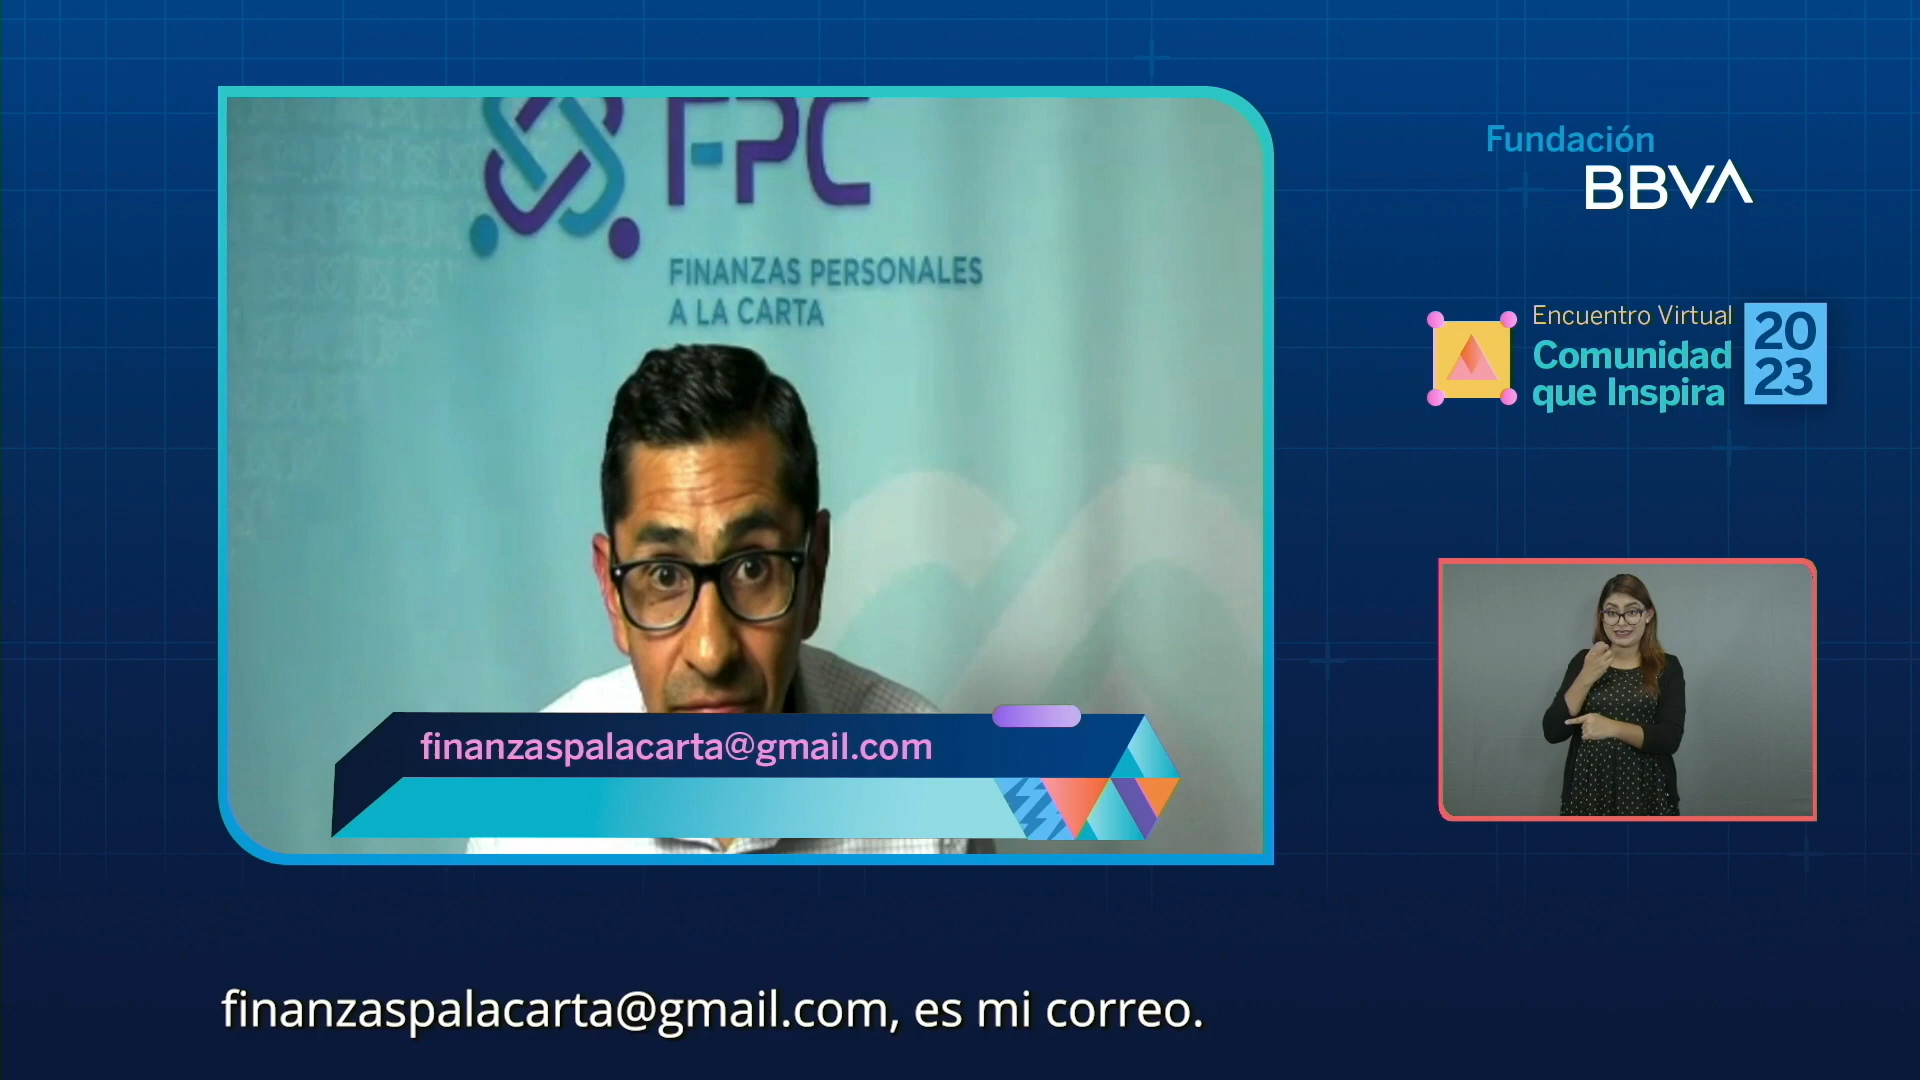 FPC
FINANZAS PERSONALES
A LA CARTA
finanzaspalacarta@gmail.com
Fundación
BBVA
Encuentro Virtual
Comunidad
que Inspira
20
23
finanzaspalacarta@gmail.com, es mi correo.